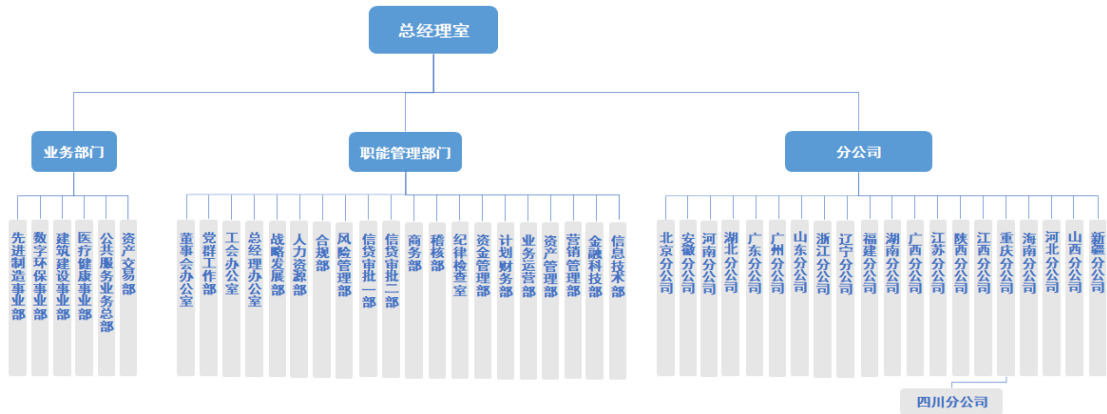 总经理室
业务部门
职能管理部门
分公司
先进制造事业部
数字环保事业部
建筑建设事业部
医疗健康事业部
公共服务业务总部
资产交易部
董事会办公室
党群工作部
工会办公室
总经理办公室
战略发展部
人力资源部
合规部
风险管理部
信贷审批一部
信贷审批二部
商务部
稽核部
纪律检查室
资金管理部
计划财务部
业务运营部
资产管理部
营销管理部
金融科技部
信息技术部
北京分公司
安徽分公司
河南分公司
湖北分公司
广东分公司
广州分公司
山东分公司
浙江分公司
辽宁分公司
福建分公司
湖南分公司
广西分公司
江苏分公司
陕西分公司
江西分公司
重庆分公司
海南分公司
河北分公司
山西分公司
新疆分公司
四川分公司